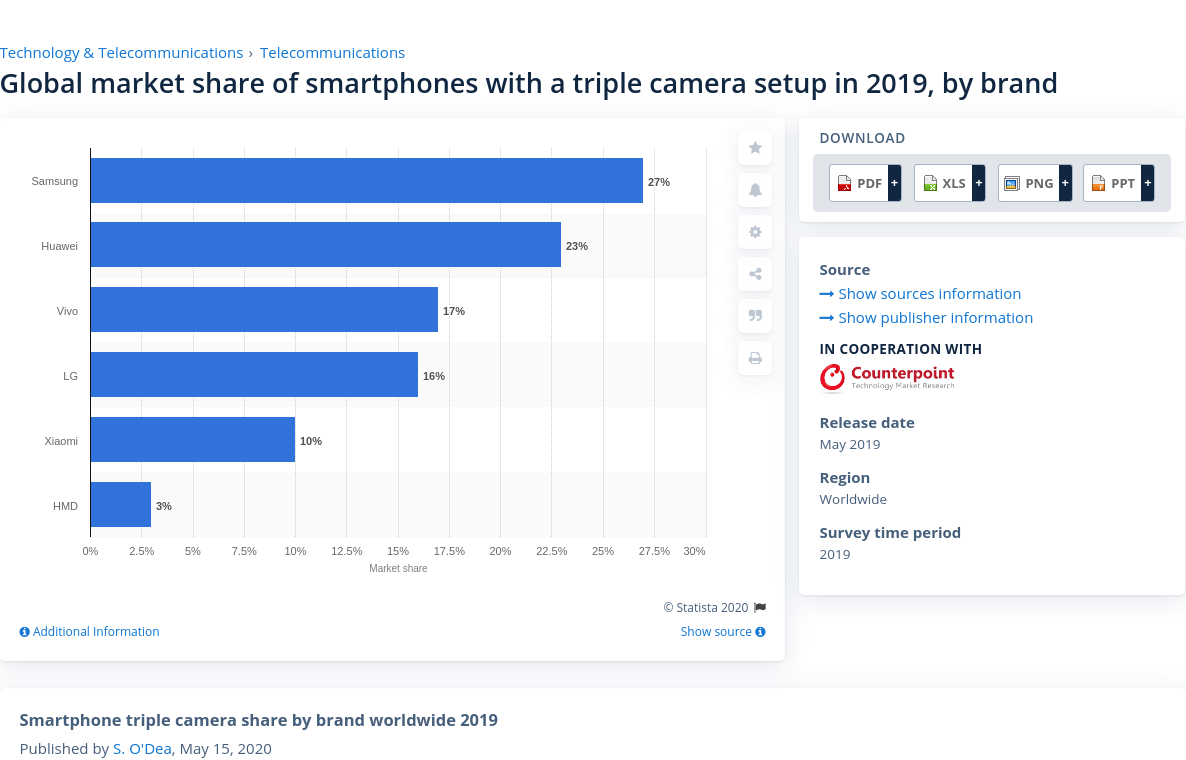 Technology & Telecommunications › Telecommunications
Global market share of smartphones with a triple camera setup in 2019, by brand
Samsung 27%
Huawei 23%
Vivo 17%
LG 16%
Xiaomi 10%
HMD 3%
0% 2.5% 5% 7.5% 10% 12.5% 15% 17.5% 20% 22.5% 25% 27.5% 30%
Market share
© Statista 2020
Additional Information
Show source
DOWNLOAD
PDF + XLS + PNG + PPT +
Source
Show sources information
Show publisher information
IN COOPERATION WITH
Counterpoint
Technology Market Research
Release date
May 2019
Region
Worldwide
Survey time period
2019
Smartphone triple camera share by brand worldwide 2019
Published by S. O'Dea, May 15, 2020